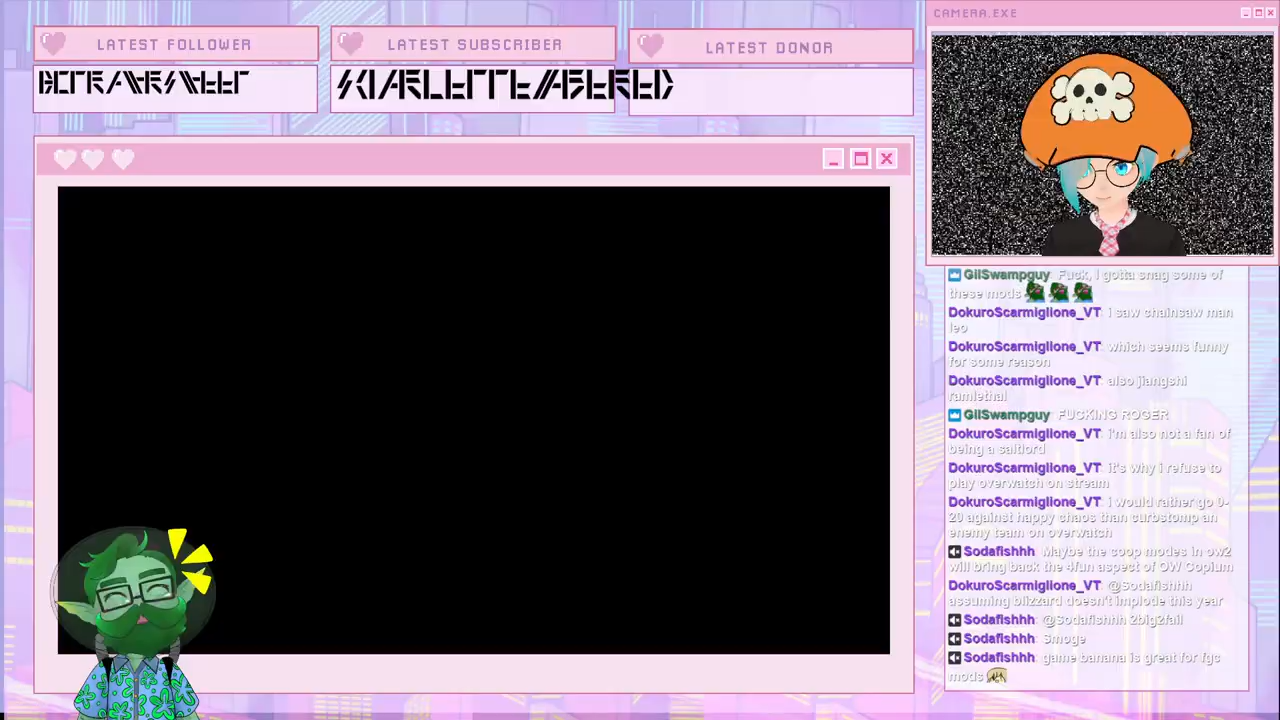 LATEST FOLLOWER
LATEST SUBSCRIBER
LATEST DONOR
CAMERA.EXE
GilSwampguy Fuck, i gotta snag some of
these mods
DokuroScarmiglione_VT: i saw chainsaw man
leo
DokuroScarmiglione_VT: which seems funny
for some reason
DokuroScarmiglione_VT: also jiangshi
ramlethal
GilSwampguy FUCKING ROGER
DokuroScarmiglione_VT: i'm also not a fan of
being a saltlord
DokuroScarmiglione_VT: it's why i refuse to
play overwatch on stream
DokuroScarmiglione_VT: i would rather go 0-
20 against happy chaos than curbstomp an
enemy team on overwatch
Sodafishhh Maybe the coop modes in ow2
will bring back the 4fun aspect of OW Copium
DokuroScarmiglione_VT: @Sodafishhh
assuming blizzard doesn't implode this year
Sodafishhh @Sodafishhh 2big2fail
Sodafishhh Smoge
Sodafishhh game banana is great for fgc
mods